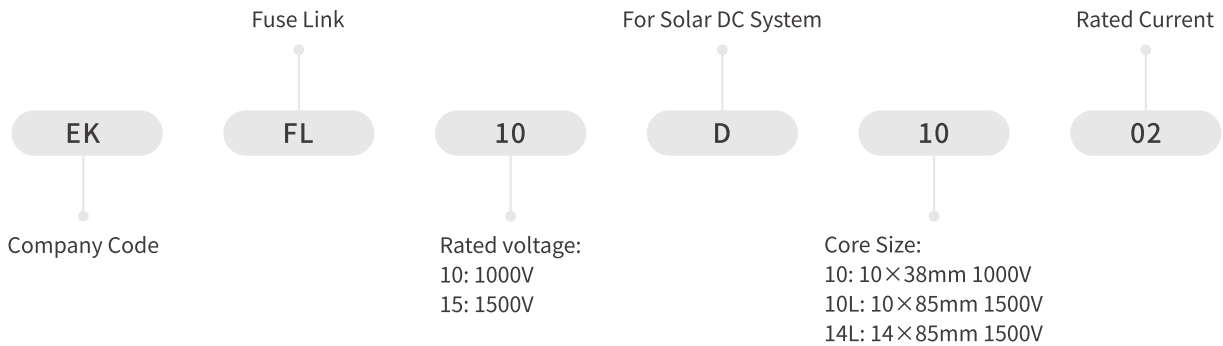 Fuse Link
For Solar DC System
Rated Current
EK
FL
10
D
10
02
Company Code
Rated voltage:
10: 1000V
15: 1500V
Core Size:
10: 10×38mm 1000V
10L: 10×85mm 1500V
14L: 14×85mm 1500V